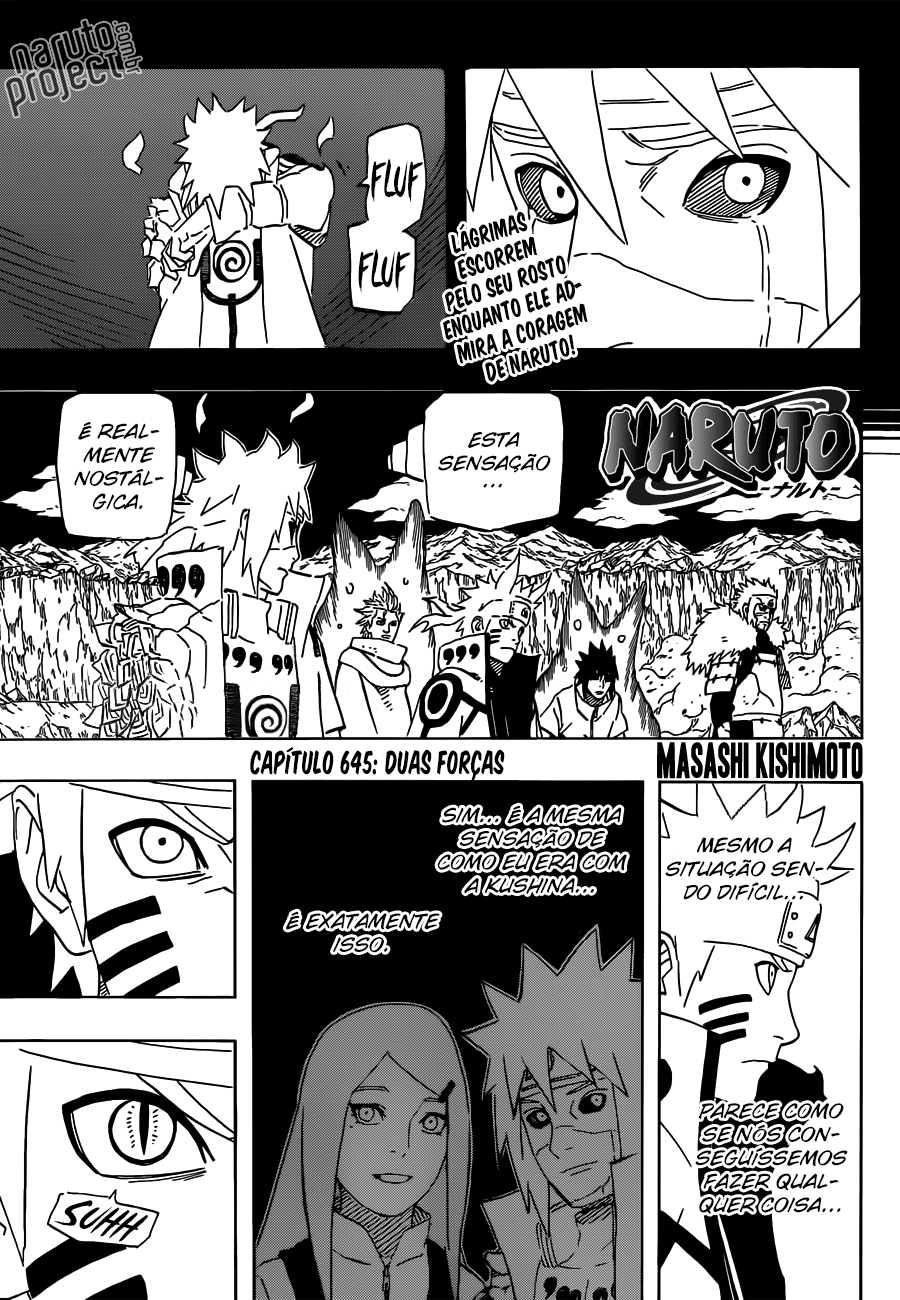 naruto
project
.com.br
LÁGRIMAS
ESCORREM
PELO SEU ROSTO
ENQUANTO ELE AD-
MIRA A CORAGEM
DE NARUTO!
FLUF
FLUF
NARUTO
-ナルト-
ESTA
SENSAÇÃO
...
É REAL-
MENTE
NOSTÁL-
GICA.
CAPÍTULO 645: DUAS FORÇAS
MASASHI KISHIMOTO
MESMO A
SITUAÇÃO SEN-
DO DIFÍCIL...
PARECE COMO
SE NÓS CON-
SEGUÍSSEMOS
FAZER QUAL-
QUER COISA...
SIM... É A MESMA
SENSAÇÃO DE
COMO EU ERA COM
A KUSHINA...
É EXATAMENTE
ISSO.
SUHH